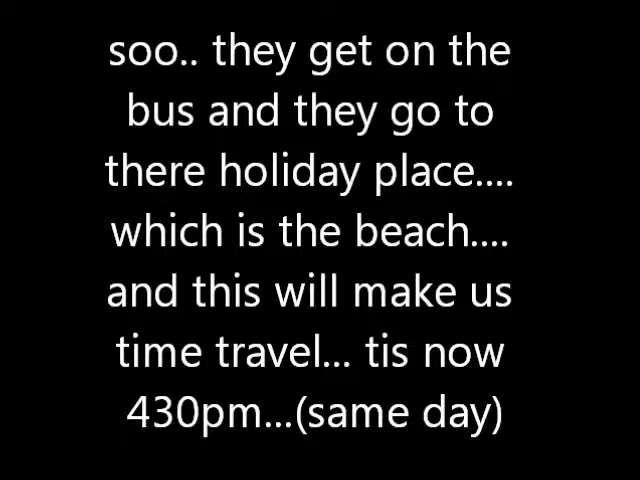 soo.. they get on the
bus and they go to
there holiday place....
which is the beach....
and this will make us
time travel... tis now
430pm...(same day)